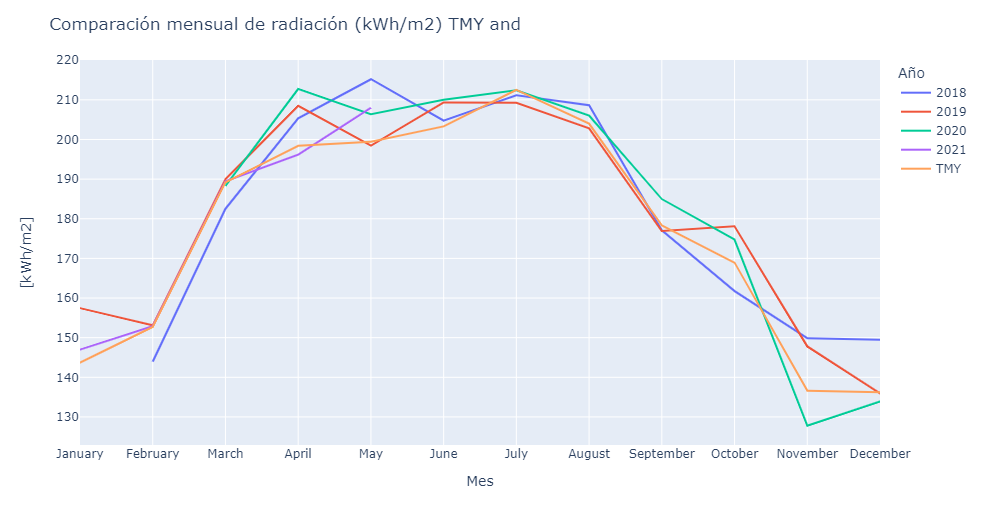 Comparación mensual de radiación (kWh/m2) TMY and
220
210
200
190
180
170
160
150
140
130
[kWh/m2]
January February March April May June July August September October November December
Mes
Año
2018
2019
2020
2021
TMY